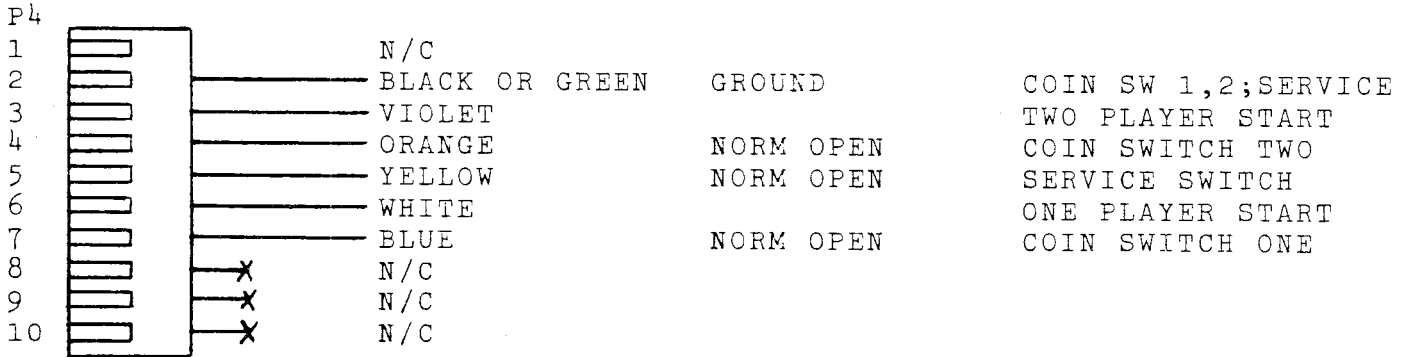 P4
1 N/C
2 BLACK OR GREEN GROUND COIN SW 1,2;SERVICE
3 VIOLET TWO PLAYER START
4 ORANGE NORM OPEN COIN SWITCH TWO
5 YELLOW NORM OPEN SERVICE SWITCH
6 WHITE ONE PLAYER START
7 BLUE NORM OPEN COIN SWITCH ONE
8 N/C
9 N/C
10 N/C